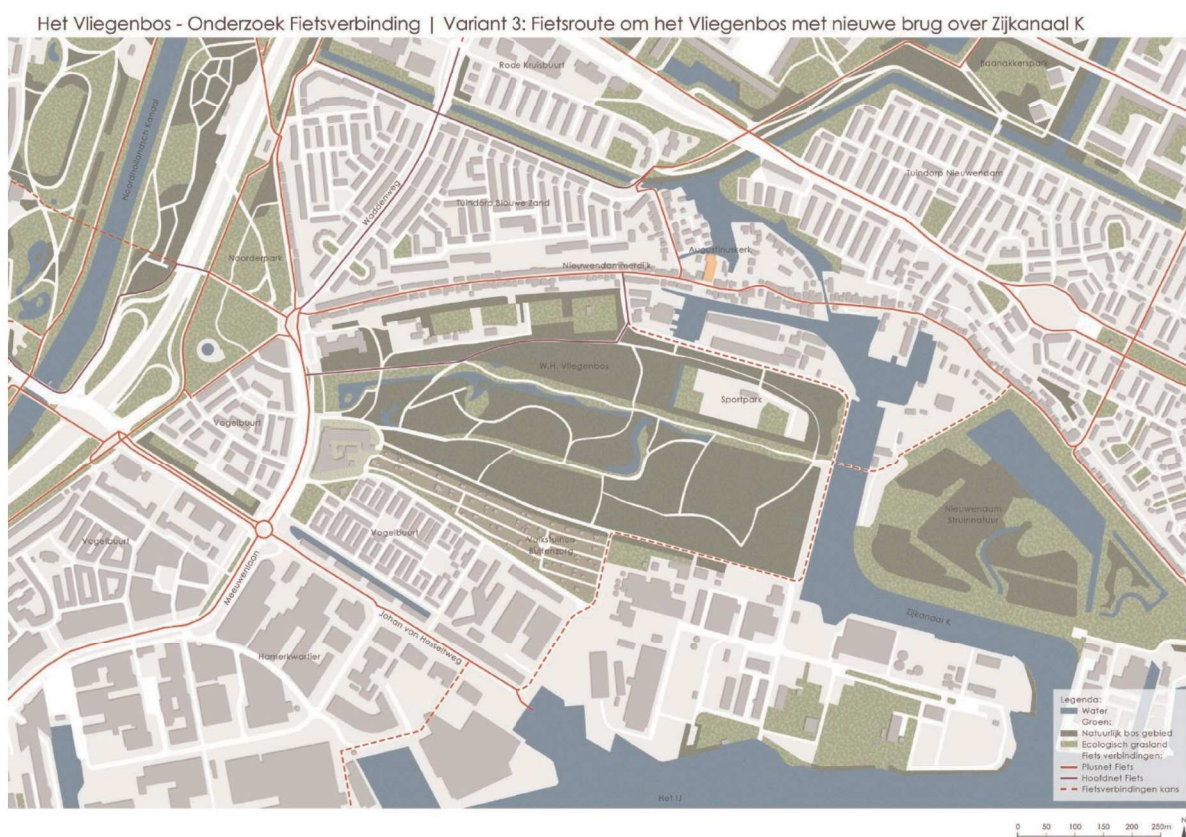 Het Vliegenbos - Onderzoek Fietsverbinding | Variant 3: Fietsroute om het Vliegenbos met nieuwe brug over Zijkanaal K
Rode Kruisbuurt
Baanakkerspark
Noordhollandsch Kanaal
Waddenweg
Tuindorp Blauwe Zand
Tuindorp Nieuwendam
Noorderpark
Augustinuskerk
Nieuwendammerdijk
W.H. Vliegenbos
Sportpark
Vogelbuurt
Nieuwendam
Struinnatuur
Vogelbuurt
Vogelbuurt
Volkstuin de
Buitenzorg
Meeuwenlaan
Johan van Hasseltweg
Zijkanaal K
Hamerkwartier
Het IJ
Legenda:
Water
Groen:
Natuurlijk bos gebied
Ecologisch grasland
Fiets verbindingen:
Plusnet Fiets
Hoofdnet Fiets
Fietsverbindingen kans
0 50 100 150 200 250m
N